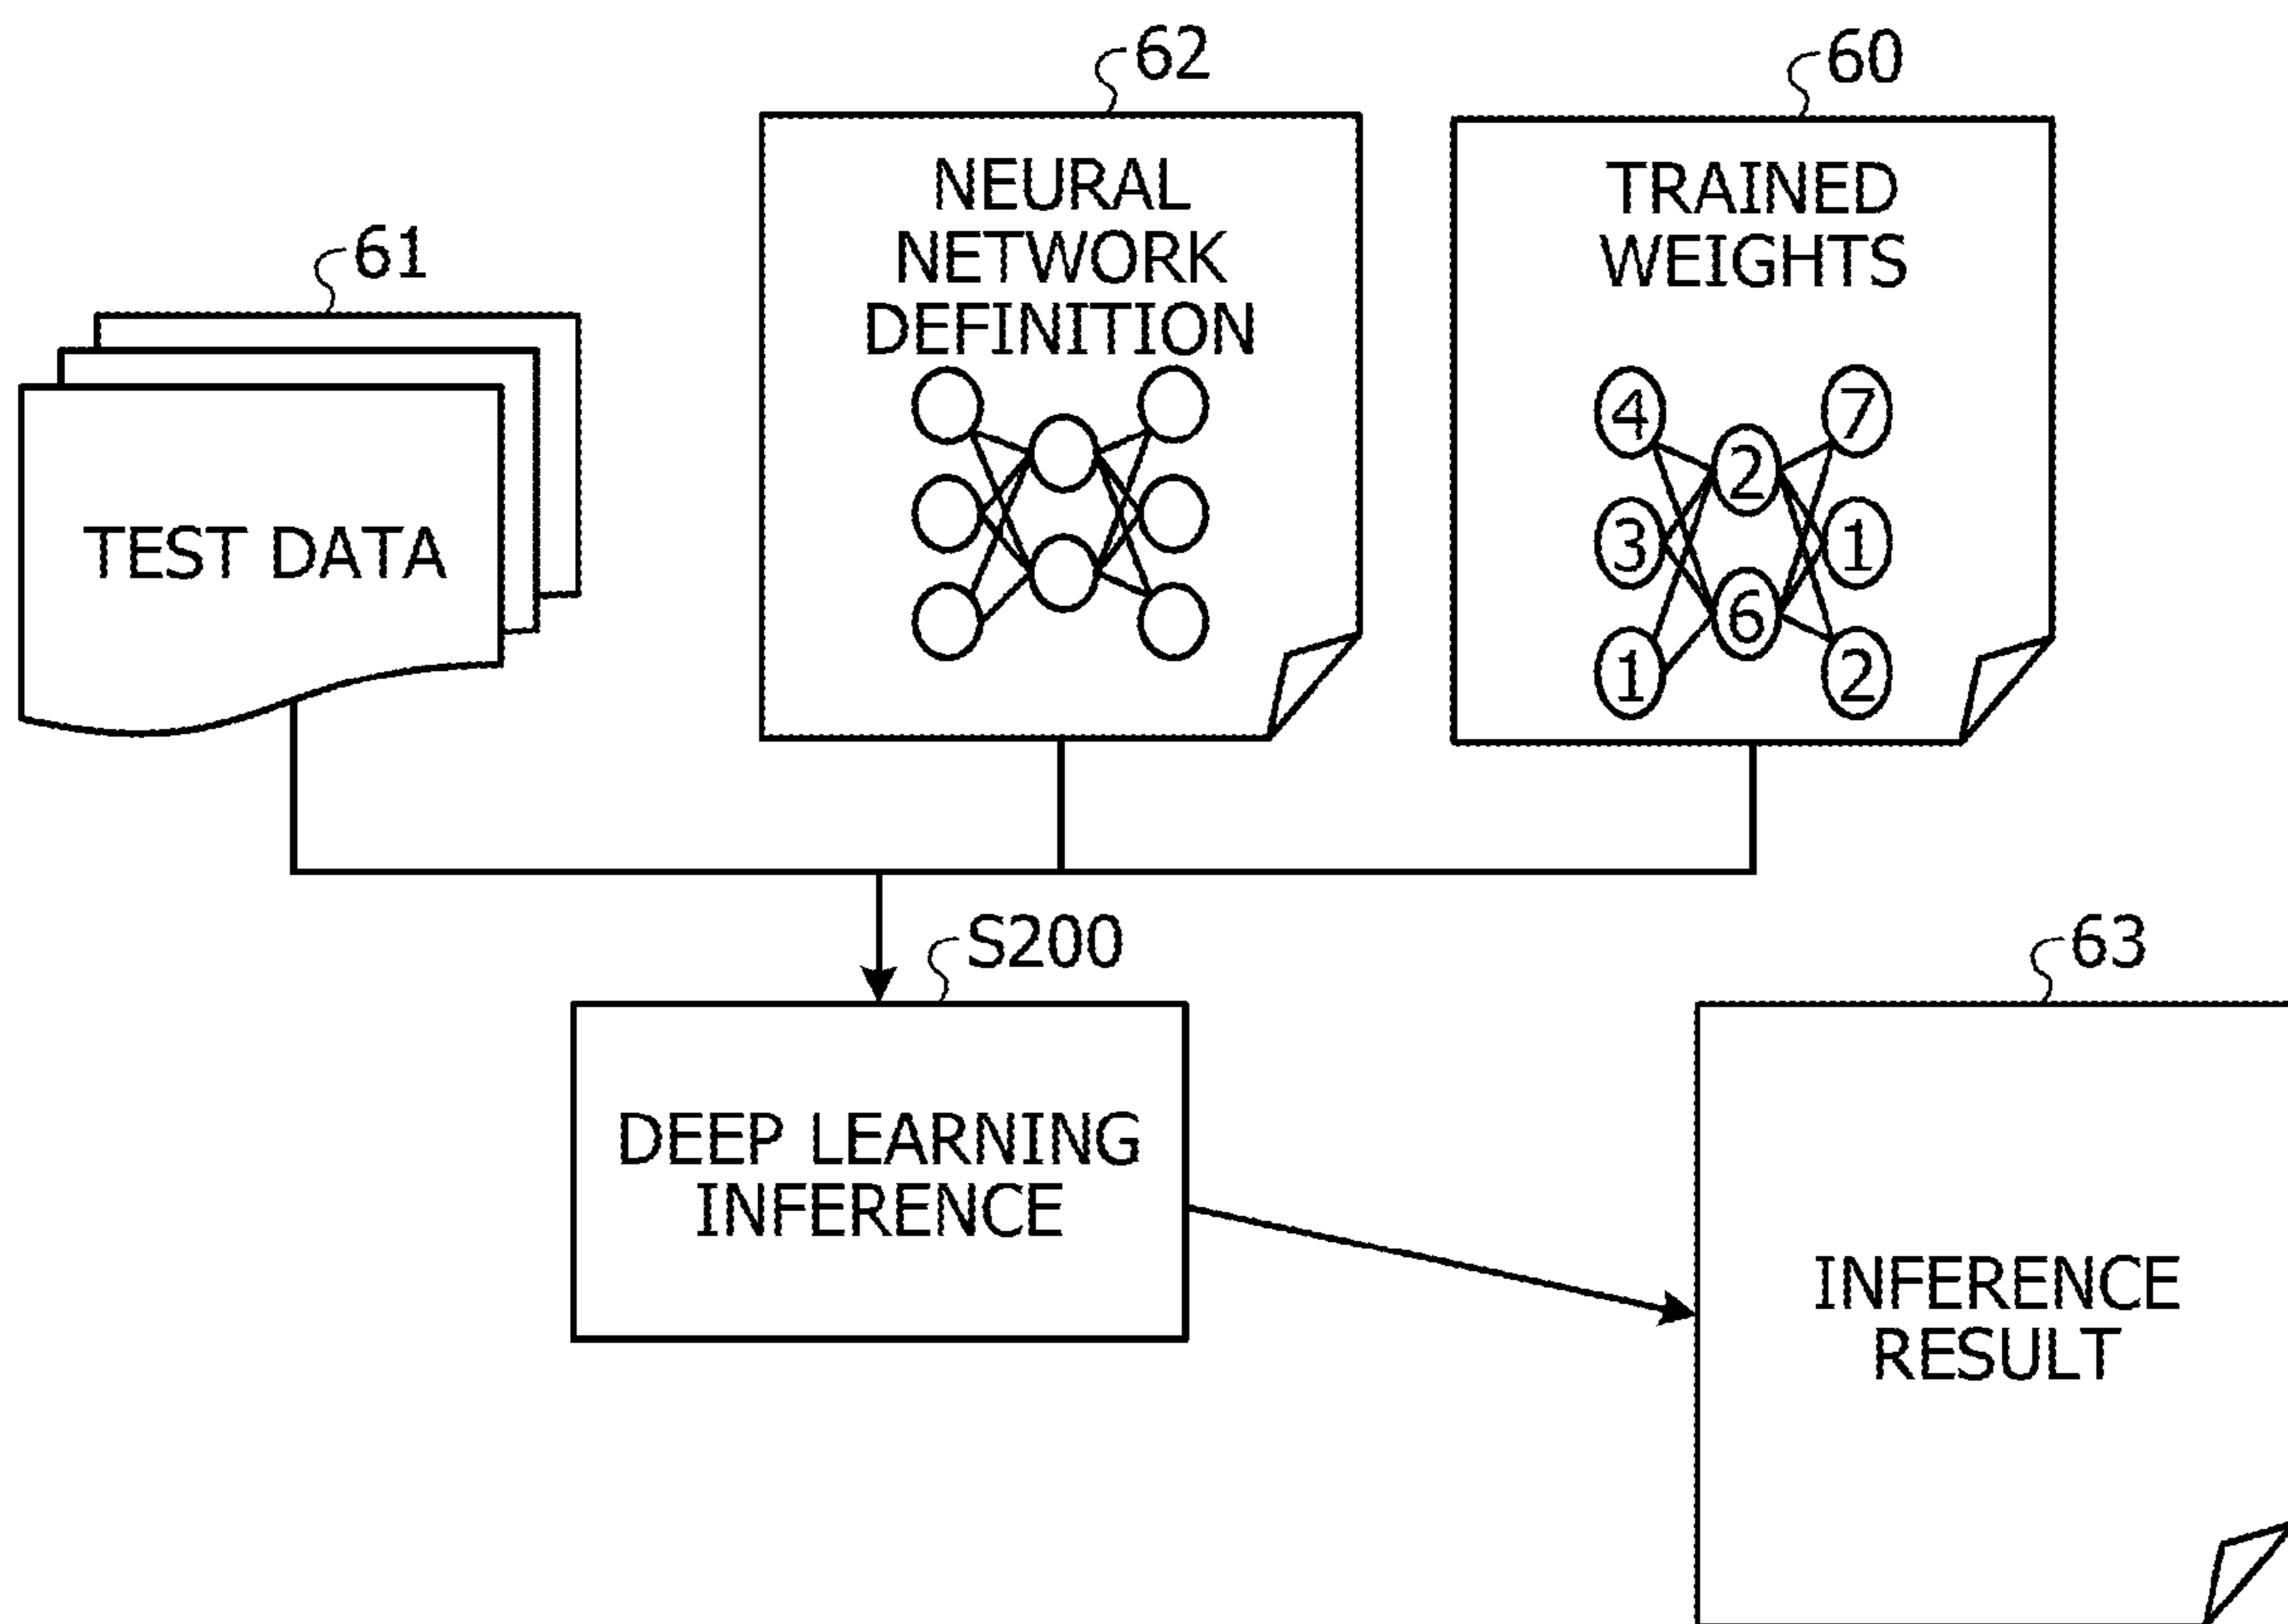 62
60
61
NEURAL
NETWORK
DEFINITION
TRAINED
WEIGHTS
TEST DATA
4
7
2
3
1
6
1
2
S200
63
DEEP LEARNING
INFERENCE
INFERENCE
RESULT